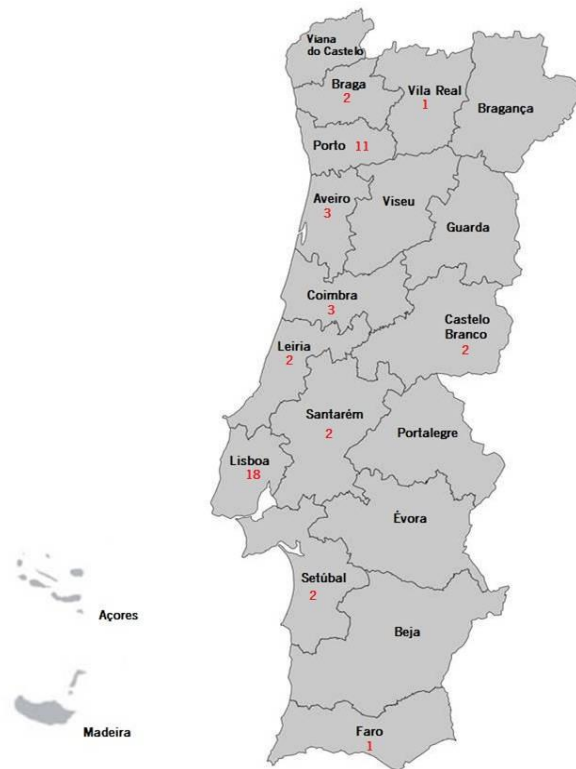 Viana
do Castelo
Braga
2
Vila Real
1
Bragança
Porto 11
Aveiro
3
Viseu
Guarda
Coimbra
3
Castelo
Branco
2
Leiria
2
Santarém
2
Portalegre
Lisboa
18
Évora
Setúbal
2
Açores
Beja
Madeira
Faro
1